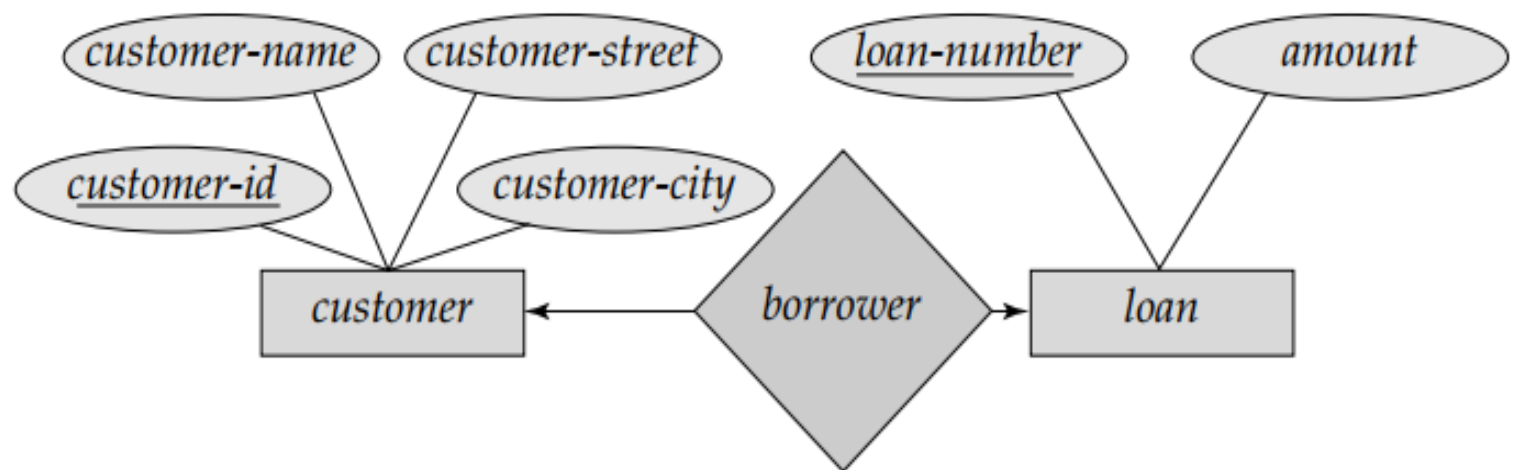 customer-name
customer-street
loan-number
amount
customer-id
customer-city
customer
borrower
loan